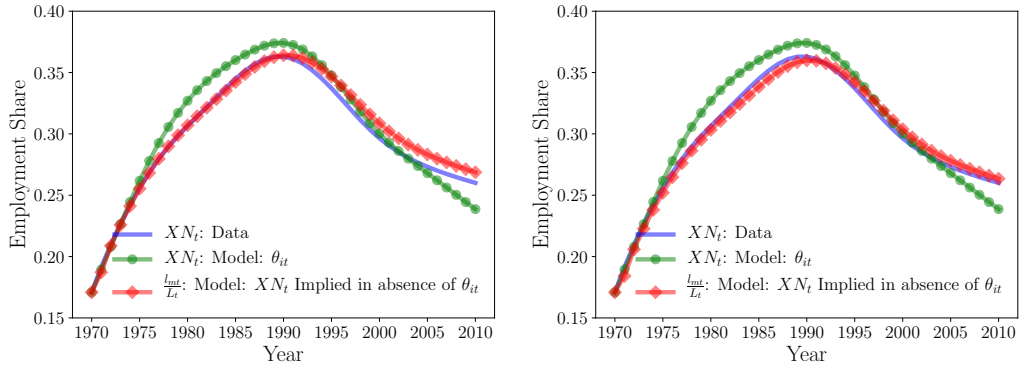 0.40
0.35
0.30
0.25
0.20
0.15
Employment Share
XN_t: Data
XN_t: Model: θ_it
l_mt/L_t: Model: XN_t Implied in absence of θ_it
1970 1975 1980 1985 1990 1995 2000 2005 2010
Year
0.40
0.35
0.30
0.25
0.20
0.15
Employment Share
XN_t: Data
XN_t: Model: θ_it
l_mt/L_t: Model: XN_t Implied in absence of θ_it
1970 1975 1980 1985 1990 1995 2000 2005 2010
Year